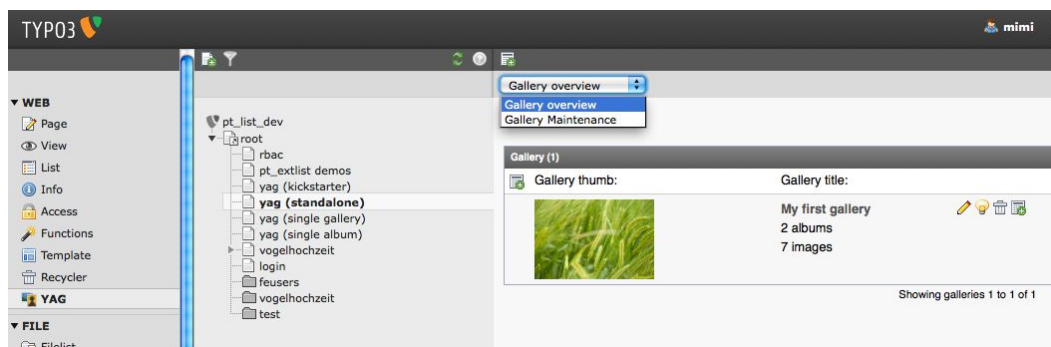 TYPO3
mimi
WEB
Page
View
List
Info
Access
Functions
Template
Recycler
YAG
FILE
Filelist
pt_list_dev
root
rbac
pt_extlist demos
yag (kickstarter)
yag (standalone)
yag (single gallery)
yag (single album)
vogelhochzeit
login
feusers
vogelhochzeit
test
Gallery overview
Gallery overview
Gallery Maintenance
Gallery (1)
Gallery thumb: Gallery title:
My first gallery
2 albums
7 images
Showing galleries 1 to 1 of 1